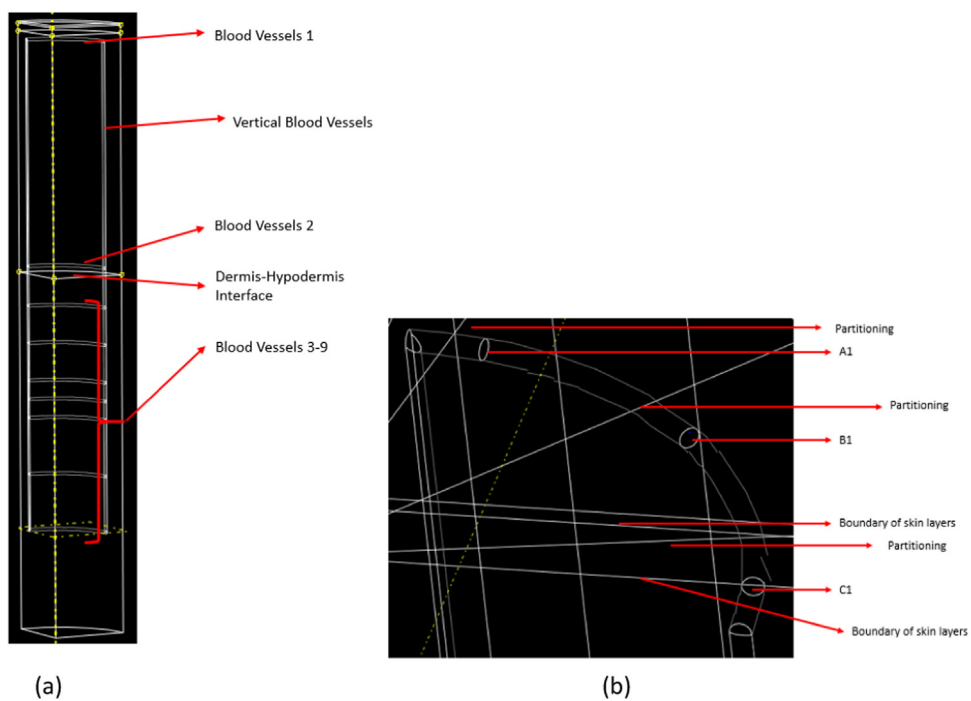 Blood Vessels 1
Vertical Blood Vessels
Blood Vessels 2
Dermis-Hypodermis
Interface
Blood Vessels 3-9
Partitioning
A1
Partitioning
B1
Boundary of skin layers
Partitioning
C1
Boundary of skin layers
(a)
(b)